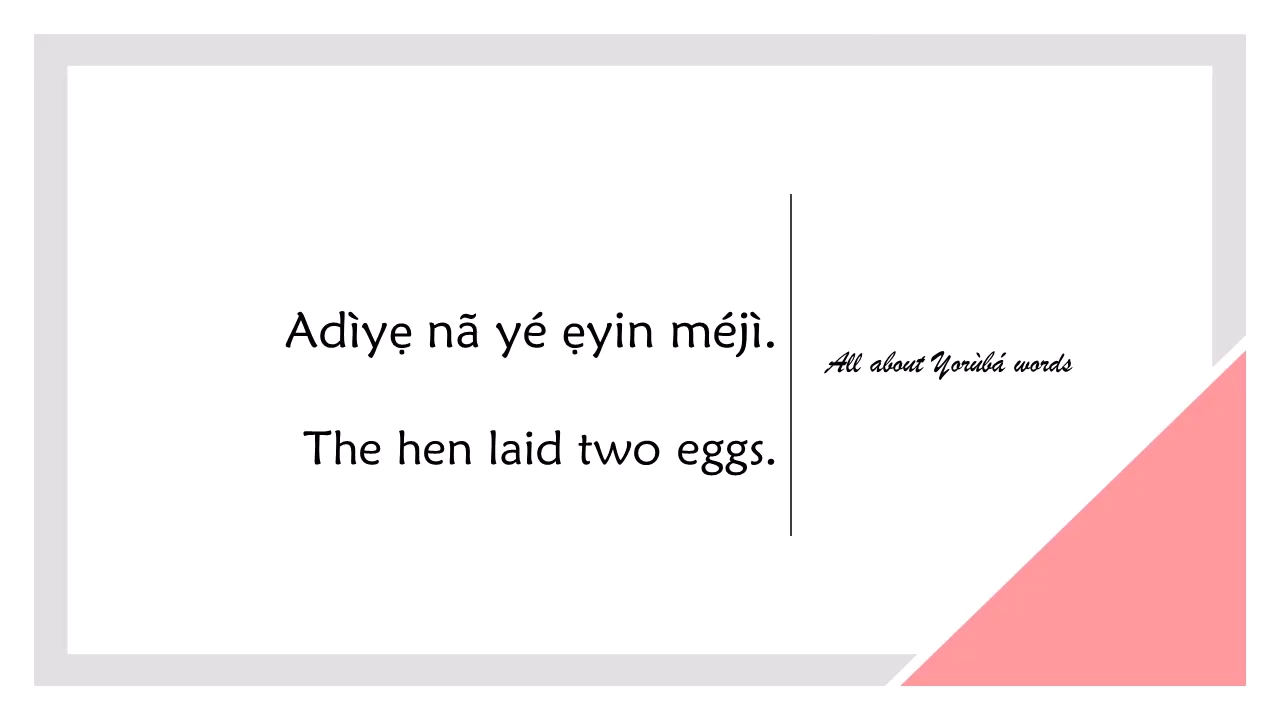 Adìyẹ nã yé ẹyin méjì.
The hen laid two eggs.
All about Yorùbá words